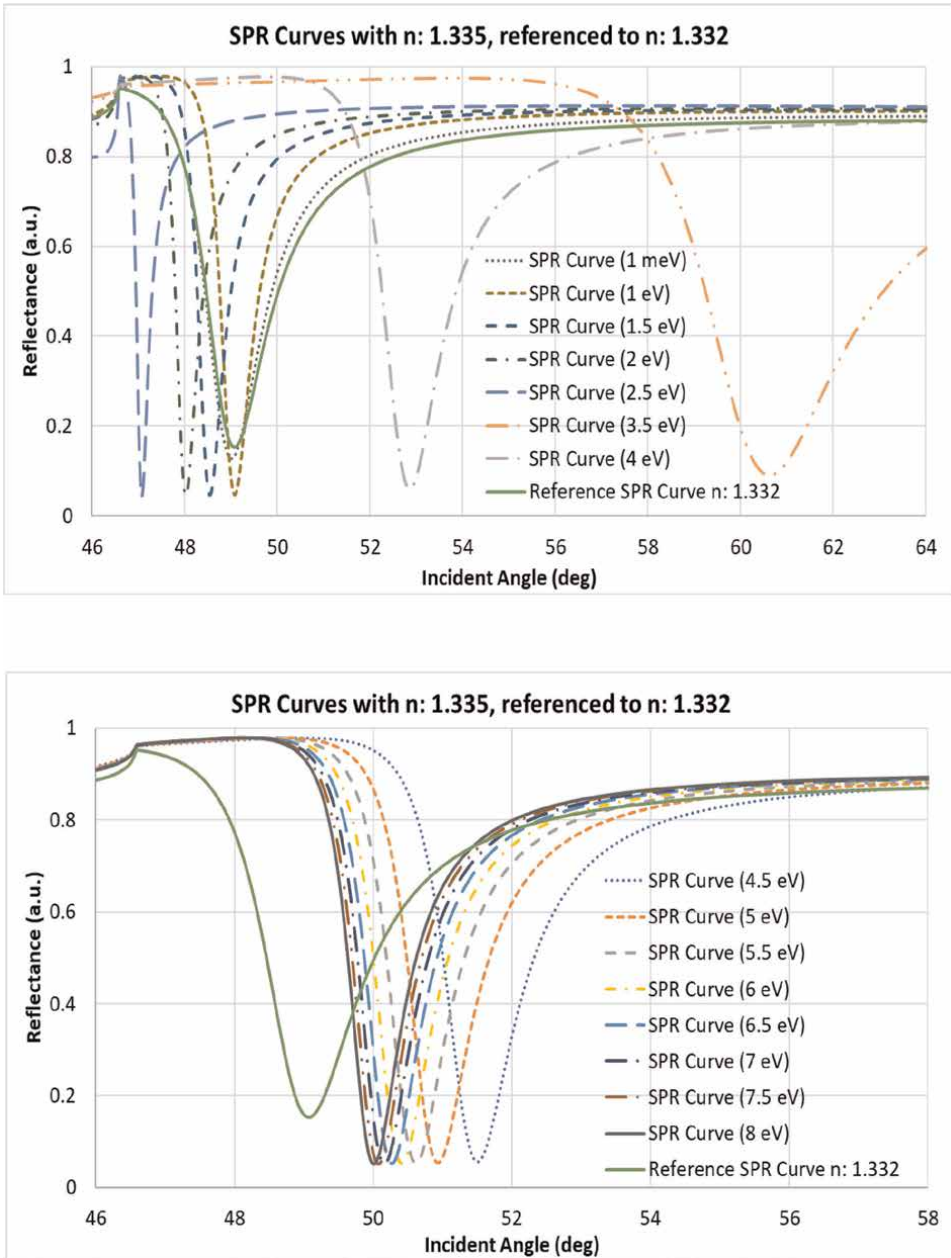 SPR Curves with n: 1.335, referenced to n: 1.332
1
0.8
0.6
0.4
0.2
0
Reflectance (a.u.)
SPR Curve (1 meV)
SPR Curve (1 eV)
SPR Curve (1.5 eV)
SPR Curve (2 eV)
SPR Curve (2.5 eV)
SPR Curve (3.5 eV)
SPR Curve (4 eV)
Reference SPR Curve n: 1.332
46 48 50 52 54 56 58 60 62 64
Incident Angle (deg)
SPR Curves with n: 1.335, referenced to n: 1.332
1
0.8
0.6
0.4
0.2
0
Reflectance (a.u.)
SPR Curve (4.5 eV)
SPR Curve (5 eV)
SPR Curve (5.5 eV)
SPR Curve (6 eV)
SPR Curve (6.5 eV)
SPR Curve (7 eV)
SPR Curve (7.5 eV)
SPR Curve (8 eV)
Reference SPR Curve n: 1.332
46 48 50 52 54 56 58
Incident Angle (deg)